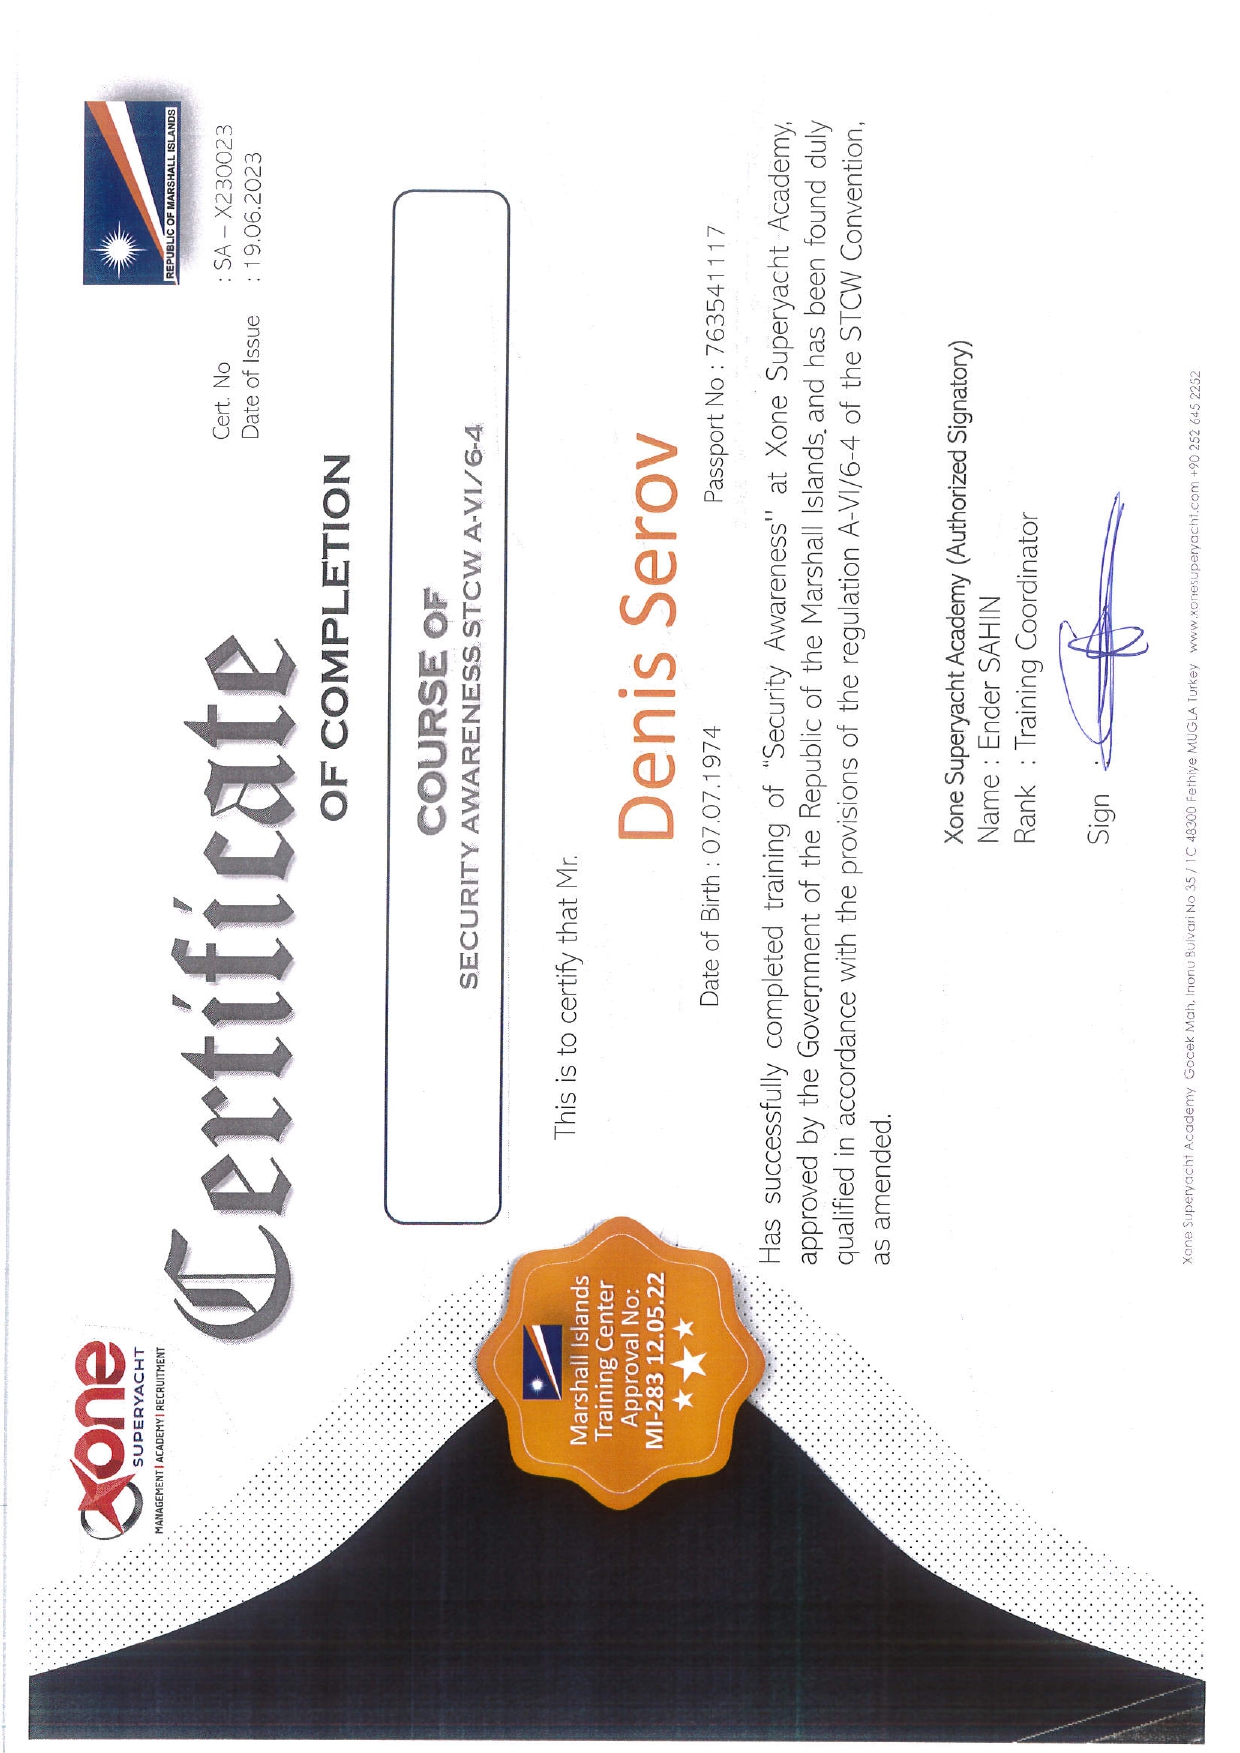 xone
SUPERYACHT
MANAGEMENT| ACADEMY| RECRUITMENT
REPUBLIC OF MARSHALL ISLANDS
Certificate
OF COMPLETION
Cert. No : SA – X230023
Date of Issue : 19.06.2023
COURSE OF
SECURITY AWARENESS STCW A-VI/6-4
Marshall Islands
Training Center
Approval No:
MI-283 12.05.22
This is to certify that Mr.
Denis Serov
Date of Birth : 07.07.1974 Passport No : 763541117
Has successfully completed training of “Security Awareness'' at Xone Superyacht Academy,
approved by the Government of the Republic of the Marshall Islands and has been found duly
qualified in accordance with the provisions of the regulation A-VI/6-4 of the STCW Convention,
as amended.
Xone Superyacht Academy (Authorized Signatory)
Name : Ender SAHIN
Rank : Training Coordinator
Sign :
Xone Superyacht Academy Gocek Mah. Inonu Bulvari No 35 / 1C 48300 Fethiye MUGLA Turkey www.xonesuperyacht.com +90 252 645 2252